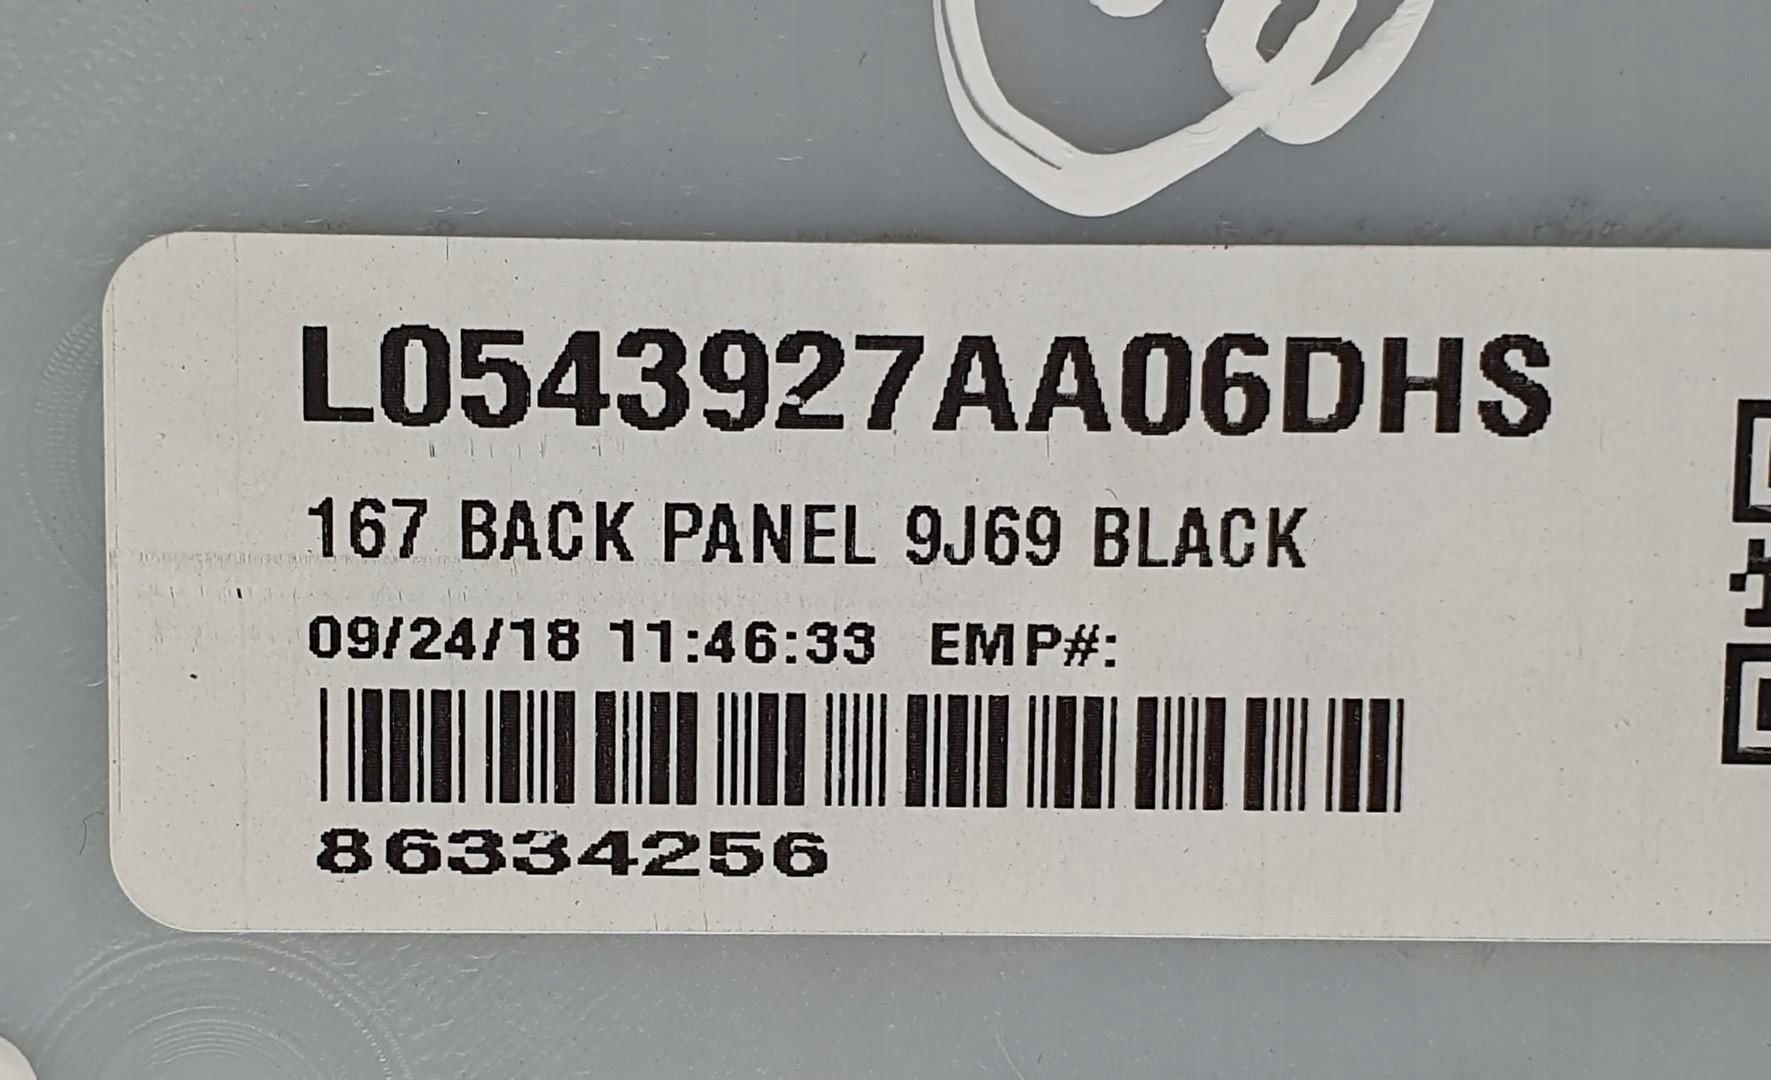 L0543927AA06DHS
167 BACK PANEL 9J69 BLACK
09/24/18 11:46:33 EMP#:
86334256